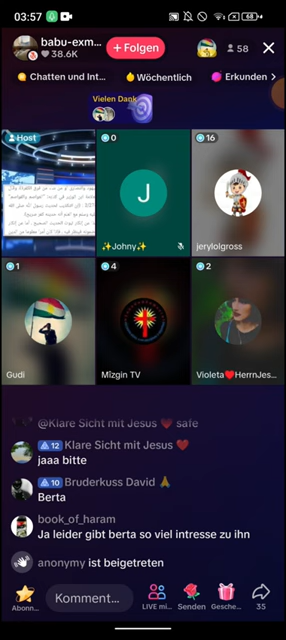 03:57
68
babu-exm...
38.6K
+ Folgen
58
Chatten und Int...
Wöchentlich
Erkunden >
Vielen Dank
Host
0
16
J
✨Johny✨
jerylolgross
1
4
2
Gudi
Mîzgin TV
Violeta❤️HerrnJes...
@Klare Sicht mit Jesus ❤️ safe
12 Klare Sicht mit Jesus ❤️
jaaa bitte
10 Bruderkuss David 🙏
Berta
book_of_haram
Ja leider gibt berta so viel intresse zu ihn
anonymy ist beigetreten
Abonn...
Komment...
LIVE mi...
Senden
Gesche...
35